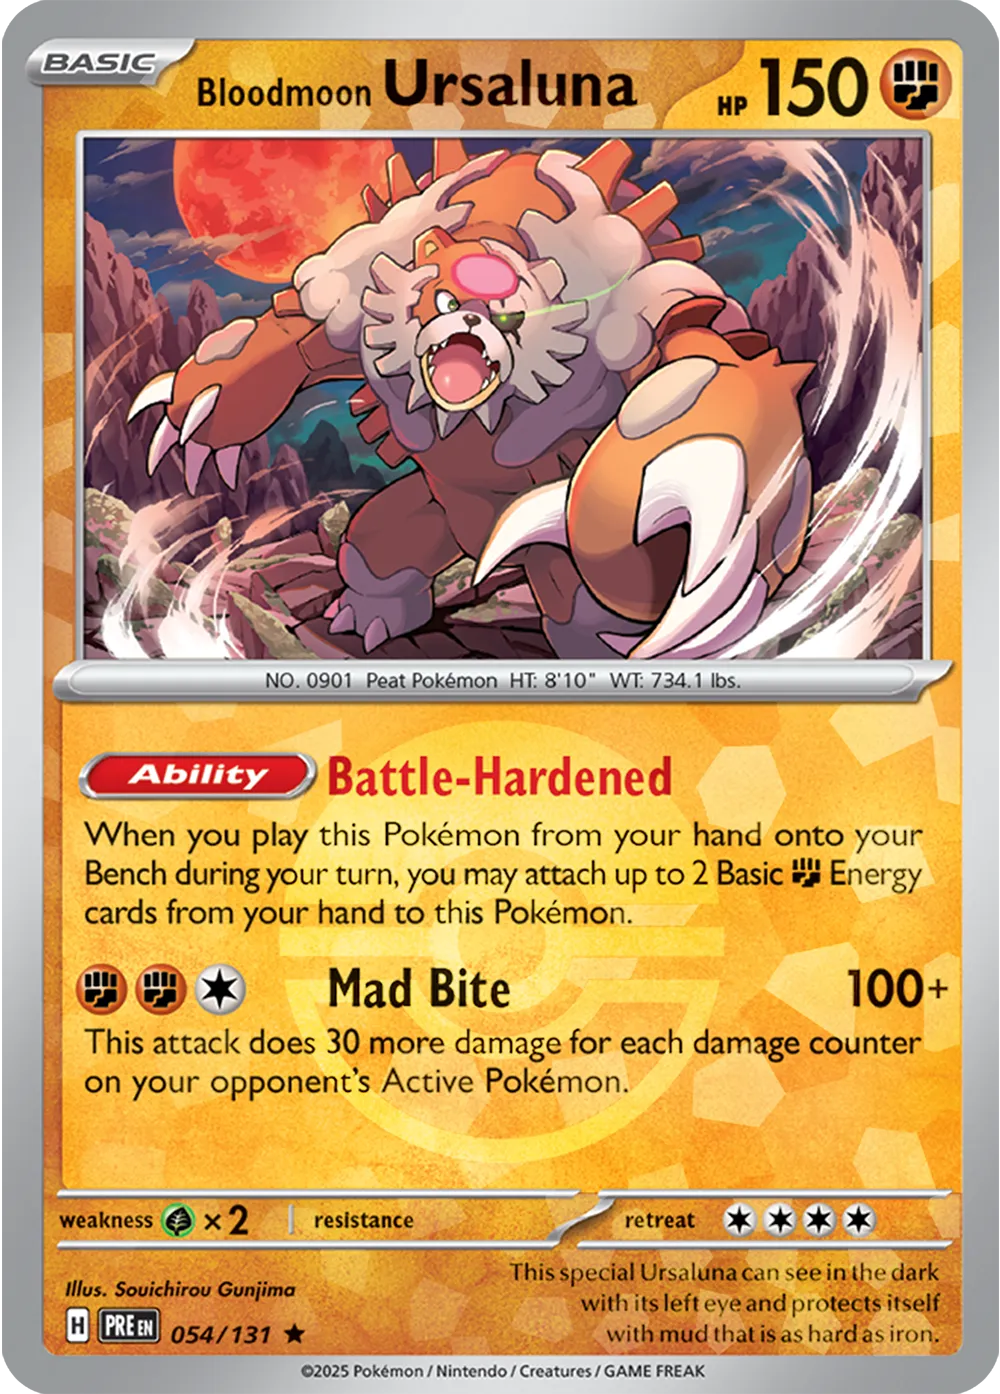 BASIC
Bloodmoon Ursaluna HP 150
NO. 0901 Peat Pokémon HT: 8'10" WT: 734.1 lbs.
Ability Battle-Hardened
When you play this Pokémon from your hand onto your
Bench during your turn, you may attach up to 2 Basic Energy
cards from your hand to this Pokémon.
Mad Bite 100+
This attack does 30 more damage for each damage counter
on your opponent's Active Pokémon.
weakness ×2 resistance retreat
Illus. Souichirou Gunjima
This special Ursaluna can see in the dark
with its left eye and protects itself
with mud that is as hard as iron.
H PRE EN 054/131 ★
©2025 Pokémon / Nintendo / Creatures / GAME FREAK